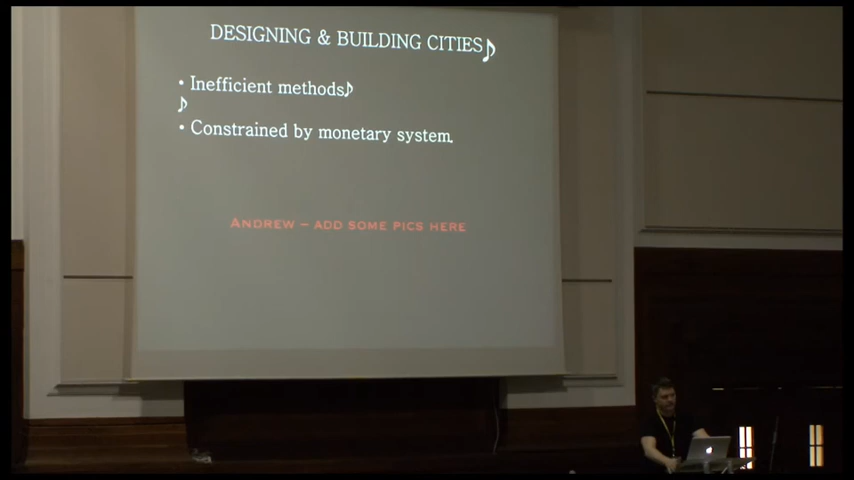 DESIGNING & BUILDING CITIES♪
• Inefficient methods♪
♪
• Constrained by monetary system.
ANDREW – ADD SOME PICS HERE